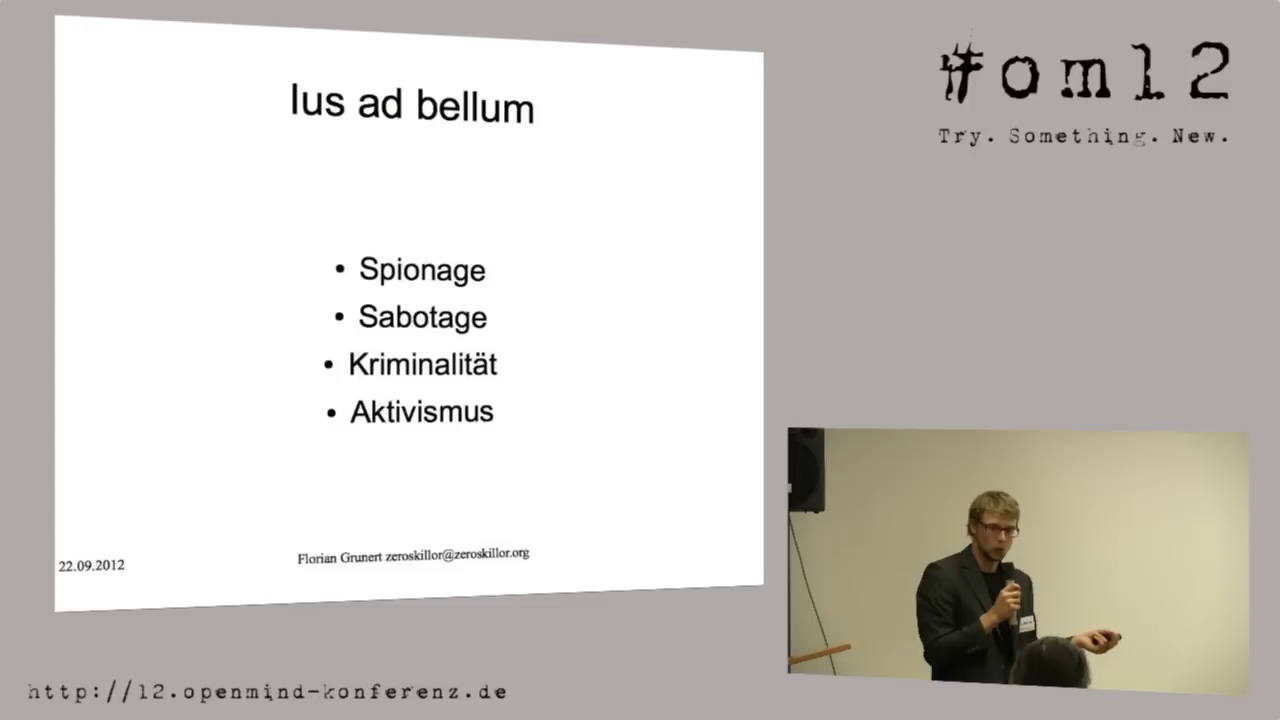 #om12
Try. Something. New.
Ius ad bellum
• Spionage
• Sabotage
• Kriminalität
• Aktivismus
22.09.2012
Florian Grunert zeroskillor@zeroskillor.org
http://12.openmind-konferenz.de